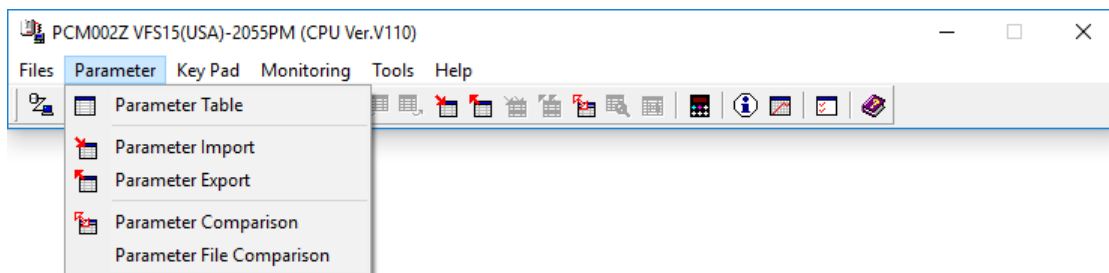 PCM002Z VFS15(USA)-2055PM (CPU Ver.V110)
Files Parameter Key Pad Monitoring Tools Help
Parameter Table
Parameter Import
Parameter Export
Parameter Comparison
Parameter File Comparison